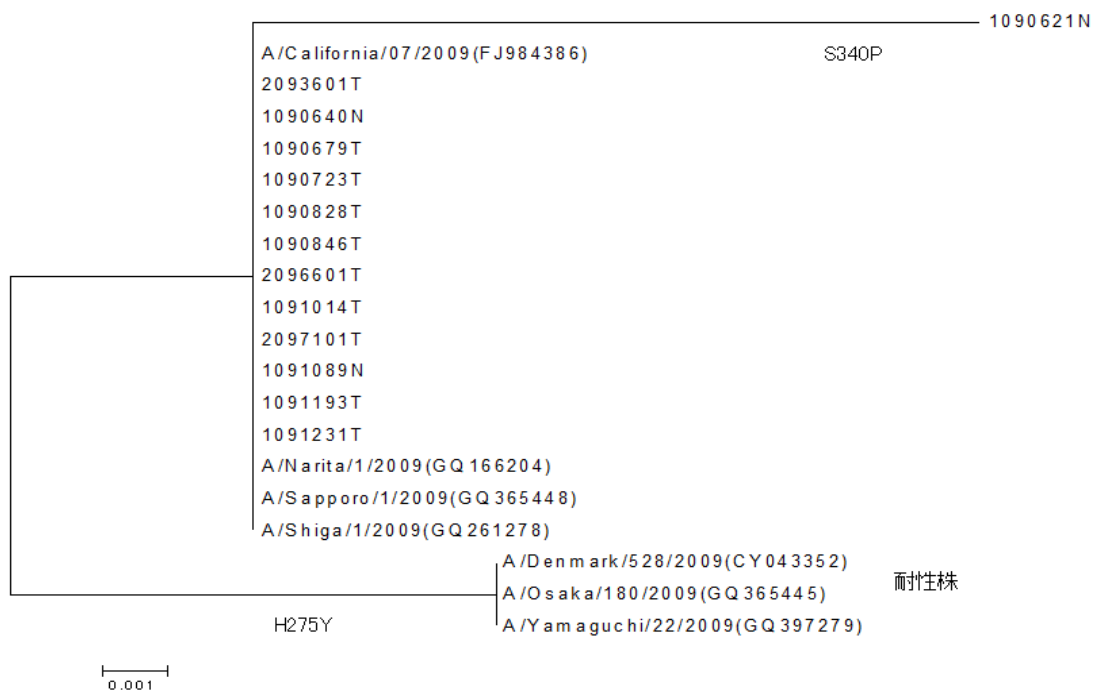 1090621N
A/California/07/2009(FJ984386)
S340P
2093601T
1090640N
1090679T
1090723T
1090828T
1090846T
2096601T
1091014T
2097101T
1091089N
1091193T
1091231T
A/Narita/1/2009(GQ166204)
A/Sapporo/1/2009(GQ365448)
A/Shiga/1/2009(GQ261278)
A/Denmark/528/2009(CY043352)
耐性株
A/Osaka/180/2009(GQ365445)
H275Y
A/Yamaguchi/22/2009(GQ397279)
0.001